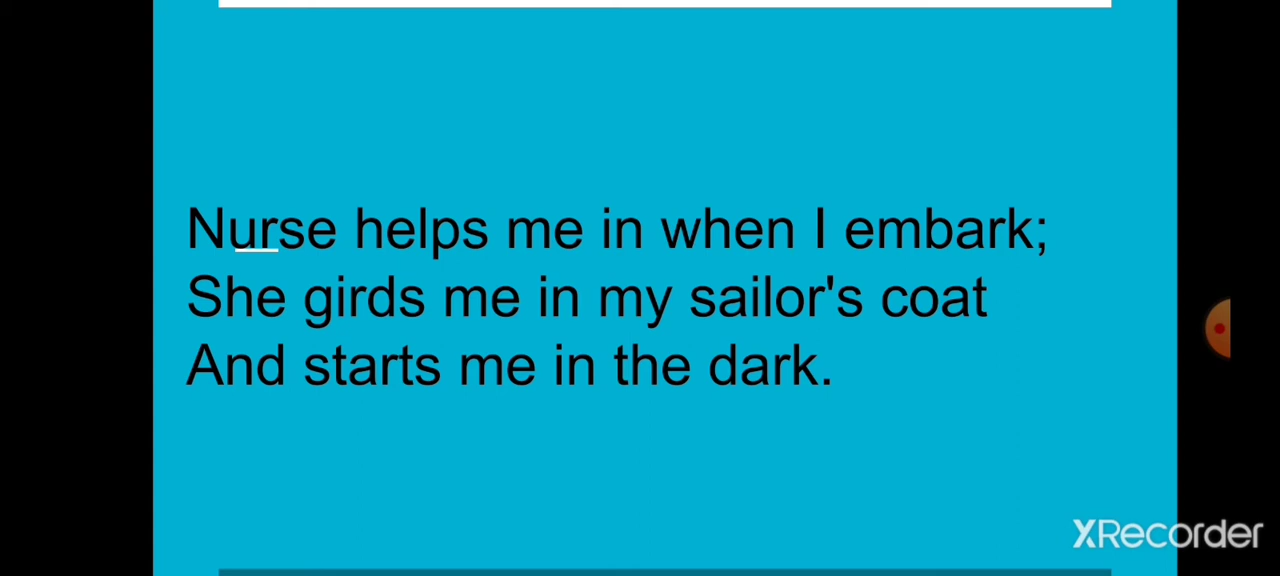 Nurse helps me in when I embark;
She girds me in my sailor's coat
And starts me in the dark.
XRecorder